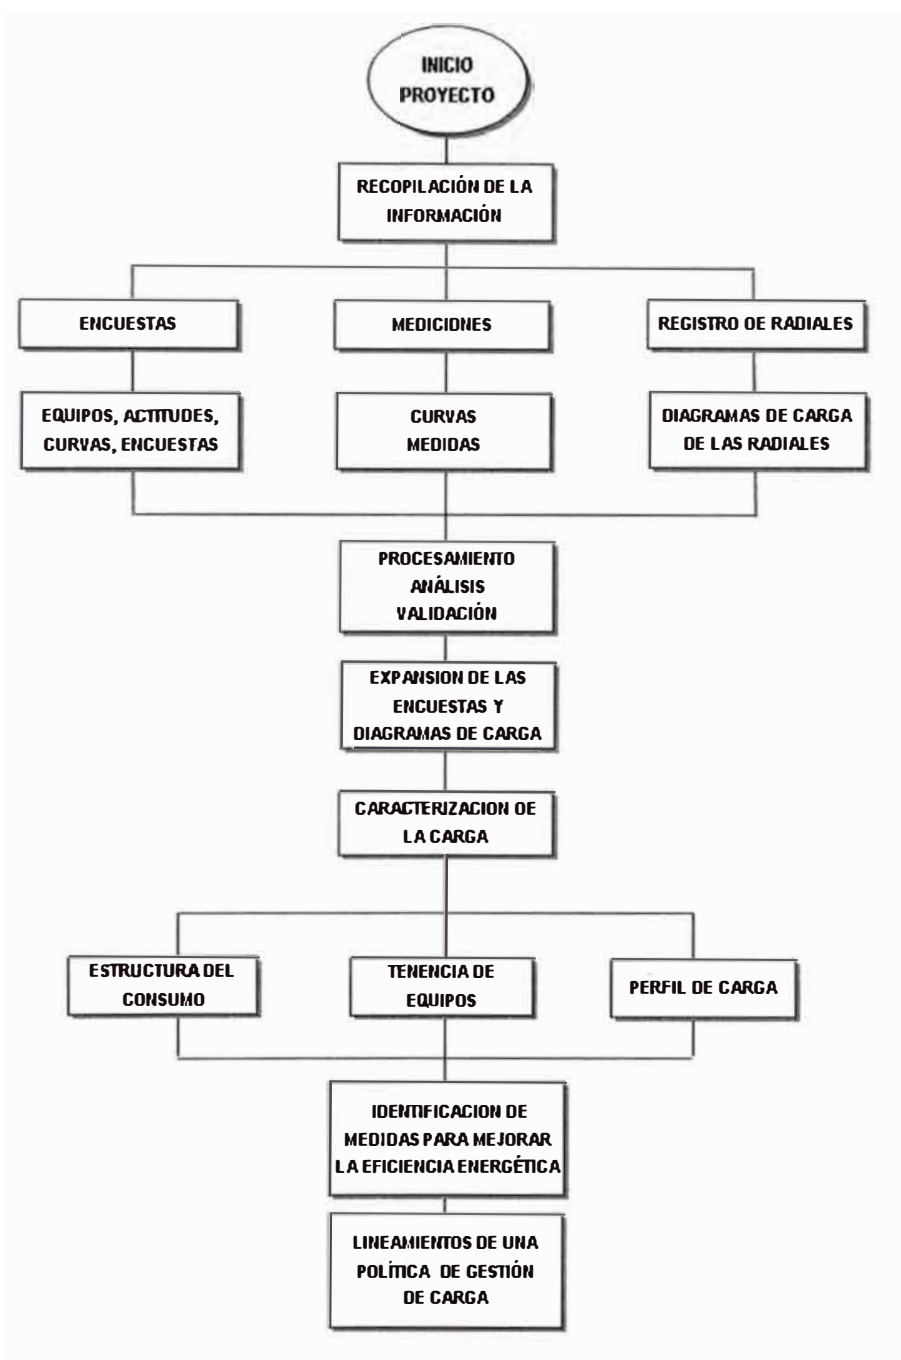 INICIO
PROYECTO
RECOPILACIÓN DE LA
INFORMACIÓN
ENCUESTAS
MEDICIONES
REGISTRO DE RADIALES
EQUIPOS, ACTITUDES,
CURVAS, ENCUESTAS
CURVAS
MEDIDAS
DIAGRAMAS DE CARGA
DE LAS RADIALES
PROCESAMIENTO
ANÁLISIS
VALIDACIÓN
EXPANSION DE LAS
ENCUESTAS Y
DIAGRAMAS DE CARGA
CARACTERIZACION DE
LA CARGA
ESTRUCTURA DEL
CONSUMO
TENENCIA DE
EQUIPOS
PERFIL DE CARGA
IDENTIFICACION DE
MEDIDAS PARA MEJORAR
LA EFICIENCIA ENERGÉTICA
LINEAMIENTOS DE UNA
POLÍTICA DE GESTIÓN
DE CARGA